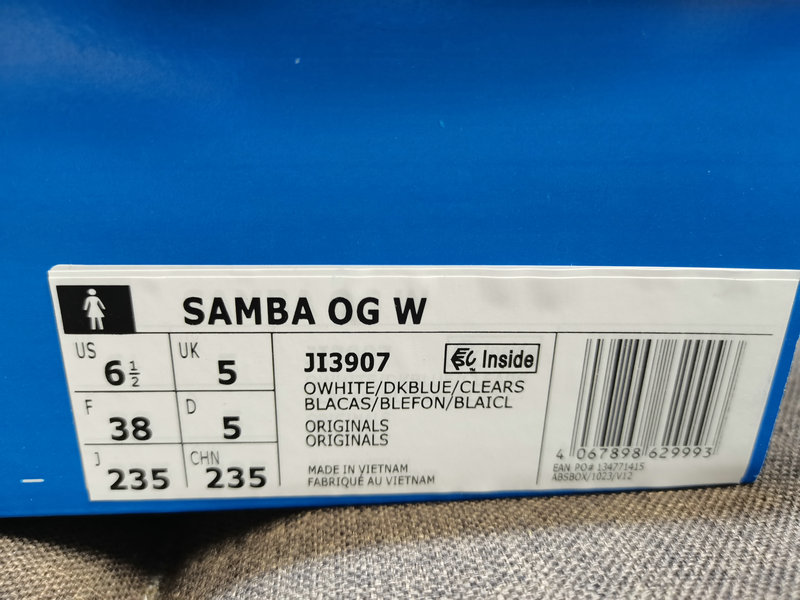 SAMBA OG W
US 6 1/2 UK 5
F 38 D 5
J 235 CHN 235
JI3907
Inside
OWHITE/DKBLUE/CLEARS
BLACAS/BLEFON/BLAICL
ORIGINALS
ORIGINALS
MADE IN VIETNAM
FABRIQUÉ AU VIETNAM
4 067898 629993
EAN PO# 134771415
ABSBOX/1023/V12